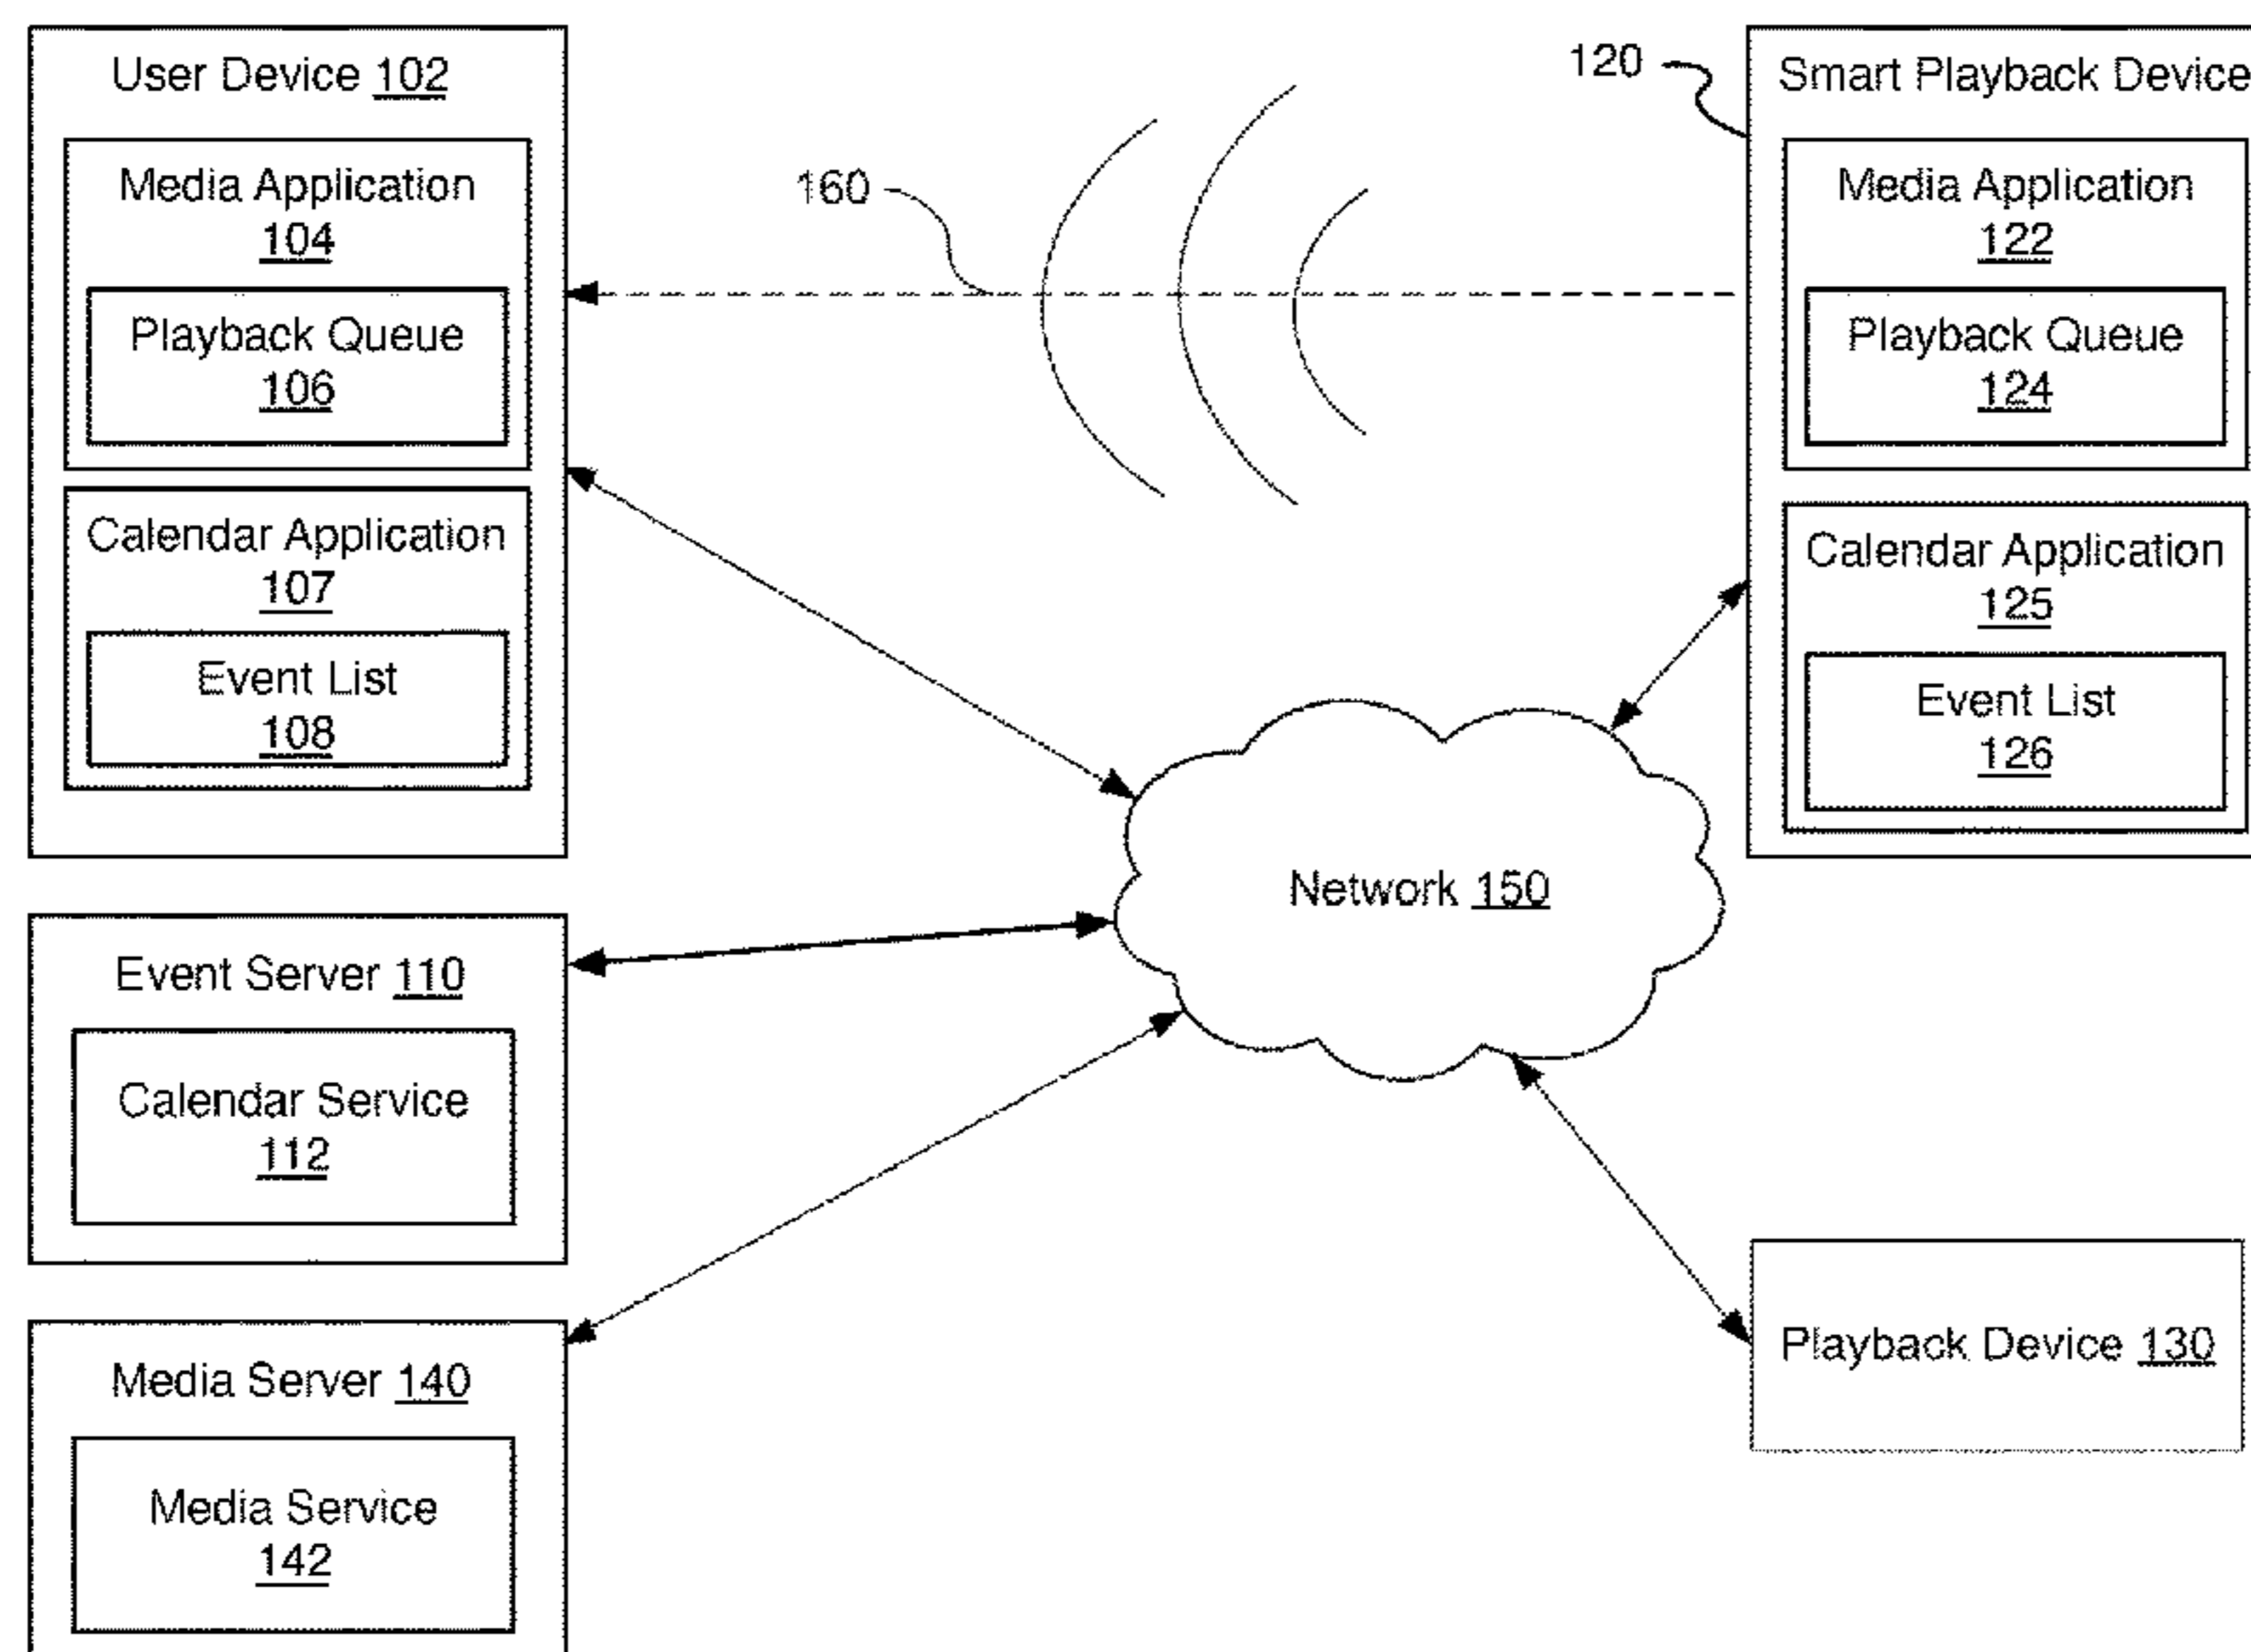 User Device 102
Media Application
104
Playback Queue
106
Calendar Application
107
Event List
108
Event Server 110
Calendar Service
112
Media Server 140
Media Service
142
160
Network 150
120
Smart Playback Device
Media Application
122
Playback Queue
124
Calendar Application
125
Event List
126
Playback Device 130